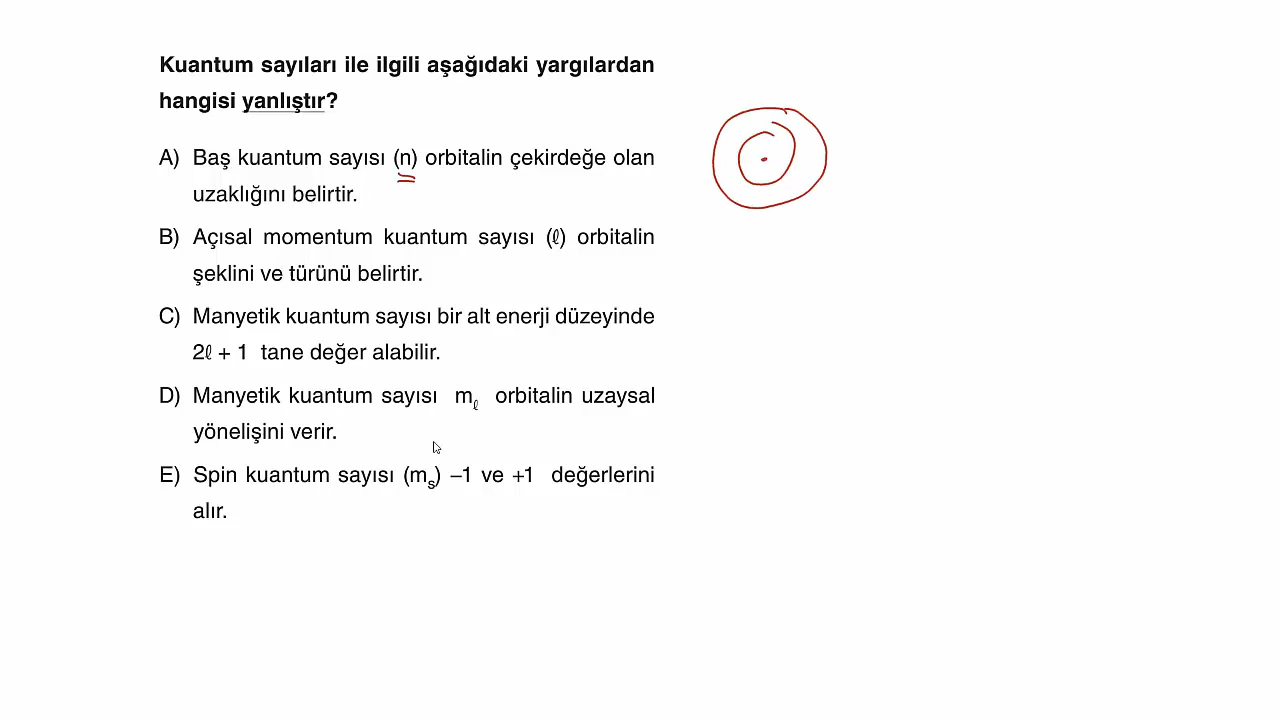 Kuantum sayıları ile ilgili aşağıdaki yargılardan
hangisi yanlıştır?
A) Baş kuantum sayısı (n) orbitalin çekirdeğe olan
uzaklığını belirtir.
B) Açısal momentum kuantum sayısı (ℓ) orbitalin
şeklini ve türünü belirtir.
C) Manyetik kuantum sayısı bir alt enerji düzeyinde
2ℓ + 1 tane değer alabilir.
D) Manyetik kuantum sayısı mℓ orbitalin uzaysal
yönelişini verir.
E) Spin kuantum sayısı (ms) –1 ve +1 değerlerini
alır.